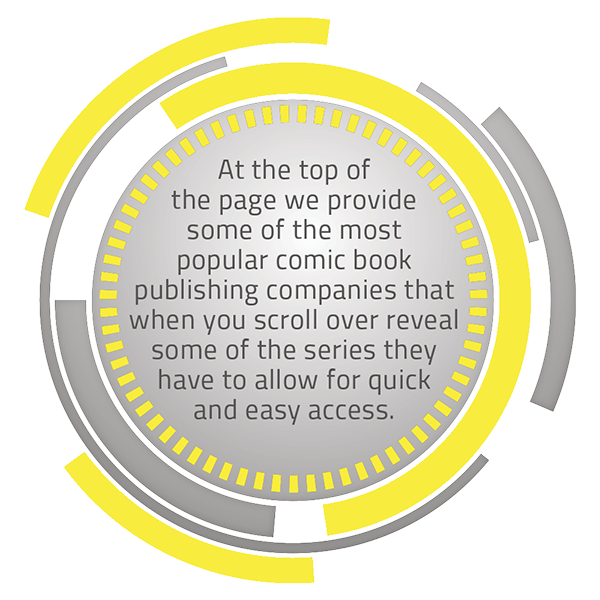 At the top of
the page we provide
some of the most
popular comic book
publishing companies that
when you scroll over reveal
some of the series they
have to allow for quick
and easy access.